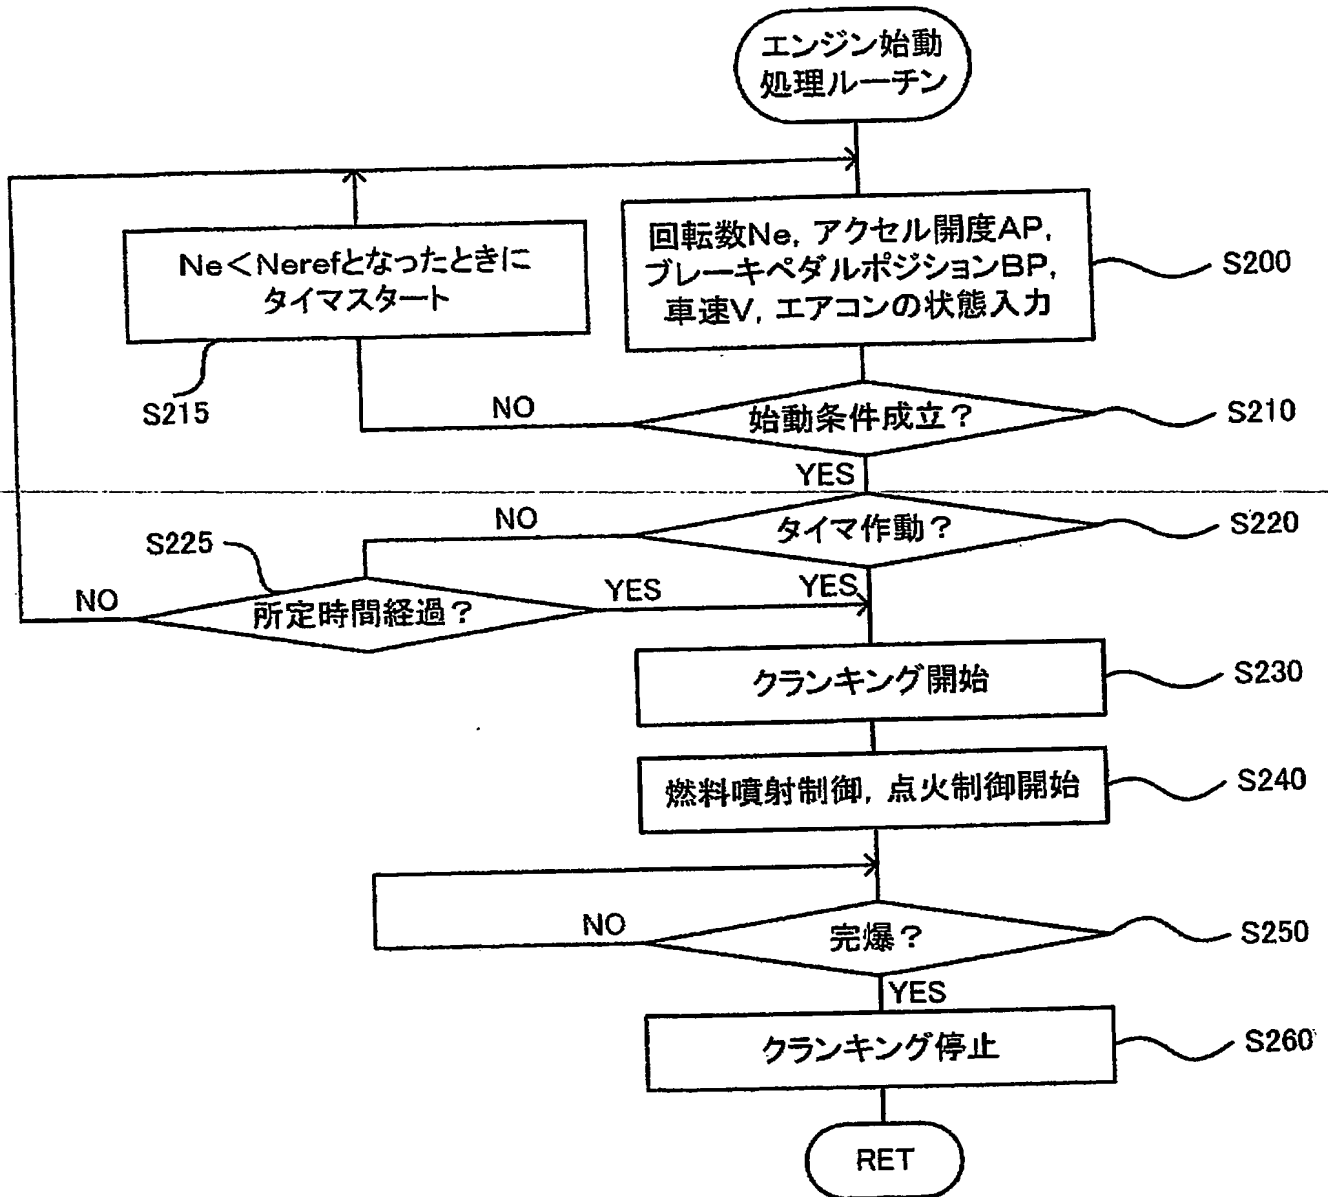 エンジン始動
処理ルーチン
回転数Ne, アクセル開度AP,
ブレーキペダルポジションBP,
車速V, エアコンの状態入力
S200
Ne<Nerefとなったときに
タイマスタート
S215
NO
始動条件成立?
S210
YES
NO
タイマ作動?
S220
S225
NO
所定時間経過?
YES
YES
クランキング開始
S230
燃料噴射制御, 点火制御開始
S240
NO
完爆?
S250
YES
クランキング停止
S260
RET